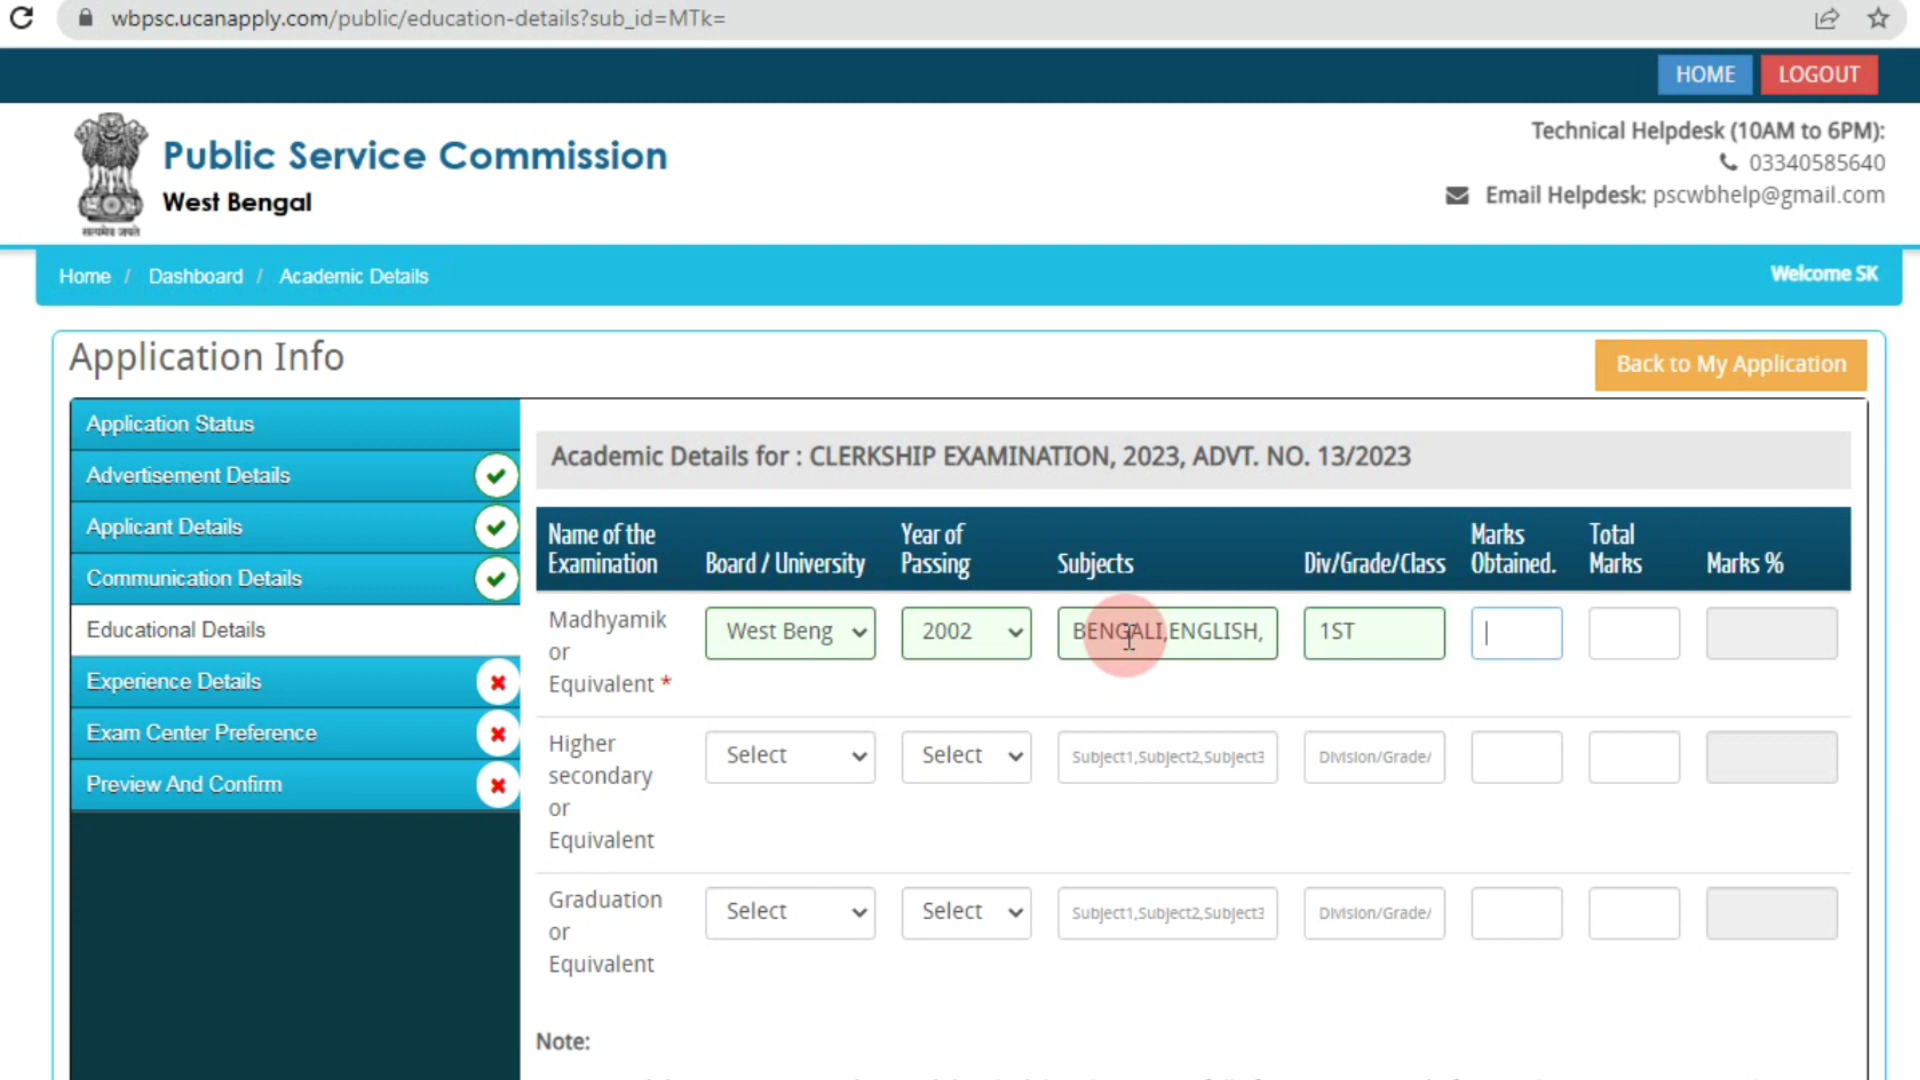 wbpsc.ucanapply.com/public/education-details?sub_id=MTk=
HOME LOGOUT
Public Service Commission
West Bengal
सत्यमेव जयते
Technical Helpdesk (10AM to 6PM):
03340585640
Email Helpdesk: pscwbhelp@gmail.com
Home / Dashboard / Academic Details
Welcome SK
Application Info
Back to My Application
Application Status
Advertisement Details
Applicant Details
Communication Details
Educational Details
Experience Details
Exam Center Preference
Preview And Confirm
Academic Details for : CLERKSHIP EXAMINATION, 2023, ADVT. NO. 13/2023
Name of the Examination Board / University Year of Passing Subjects Div/Grade/Class Marks Obtained. Total Marks Marks %
Madhyamik or Equivalent * West Beng 2002 BENGALI,ENGLISH, 1ST
Higher secondary or Equivalent Select Select Subject1,Subject2,Subject3 Division/Grade/
Graduation or Equivalent Select Select Subject1,Subject2,Subject3 Division/Grade/
Note: